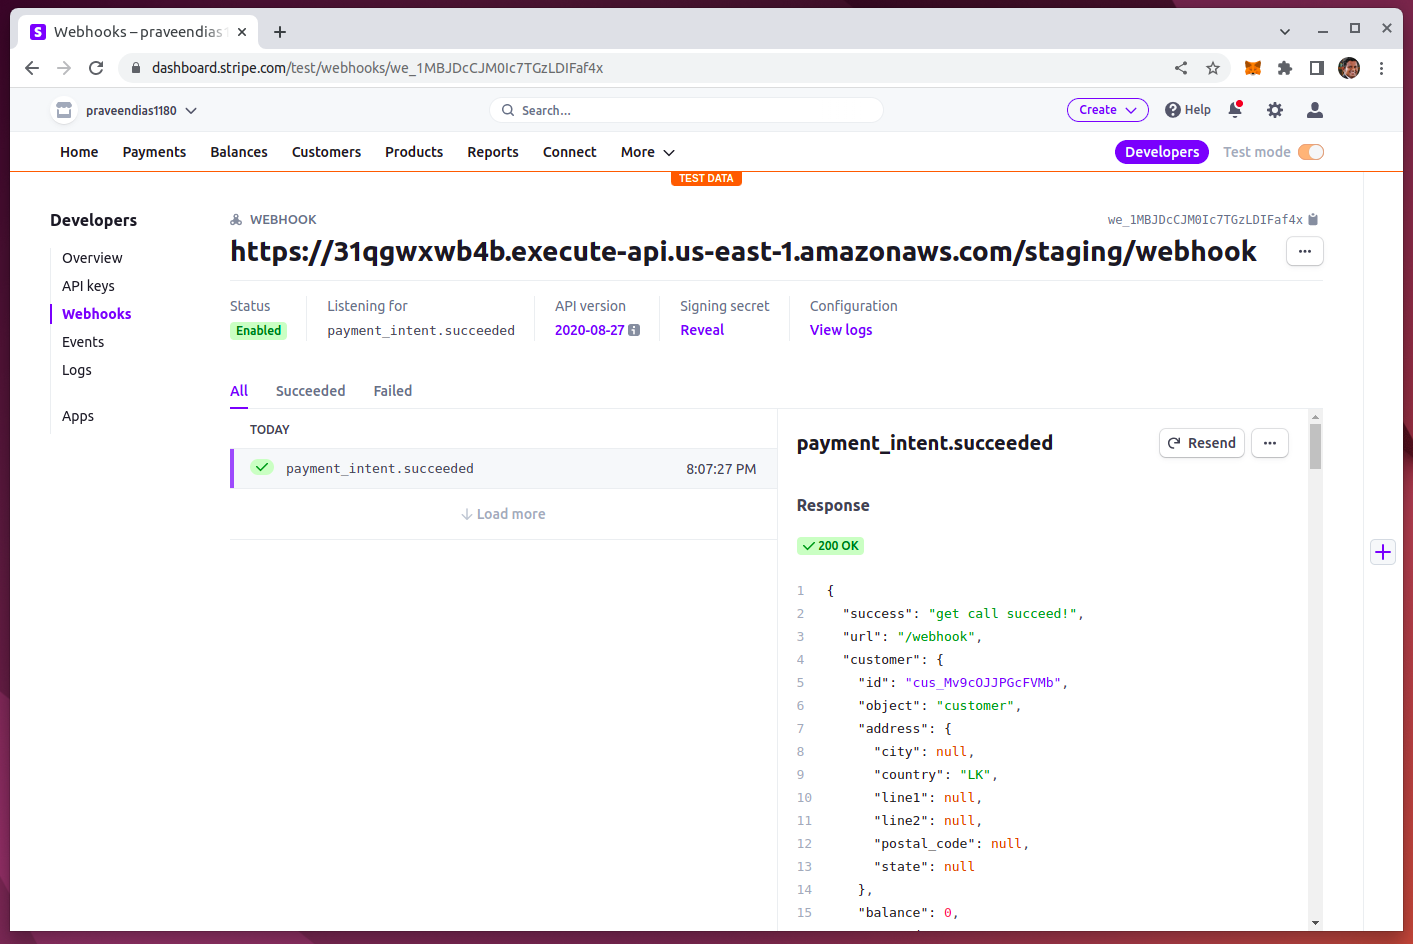 Webhooks – praveendias1
dashboard.stripe.com/test/webhooks/we_1MBJDcCJM0Ic7TGzLDIFaf4x
praveendias1180
Search...
Create
Help
Home Payments Balances Customers Products Reports Connect More
Developers
Test mode
TEST DATA
Developers
Overview
API keys
Webhooks
Events
Logs
Apps
WEBHOOK
we_1MBJDcCJM0Ic7TGzLDIFaf4x
https://31qgwxwb4b.execute-api.us-east-1.amazonaws.com/staging/webhook
Status
Enabled
Listening for
payment_intent.succeeded
API version
2020-08-27
Signing secret
Reveal
Configuration
View logs
All Succeeded Failed
TODAY
payment_intent.succeeded 8:07:27 PM
Load more
payment_intent.succeeded
Resend
Response
200 OK
1 {
2 "success": "get call succeed!",
3 "url": "/webhook",
4 "customer": {
5 "id": "cus_Mv9cOJJPGcFVMb",
6 "object": "customer",
7 "address": {
8 "city": null,
9 "country": "LK",
10 "line1": null,
11 "line2": null,
12 "postal_code": null,
13 "state": null
14 },
15 "balance": 0,